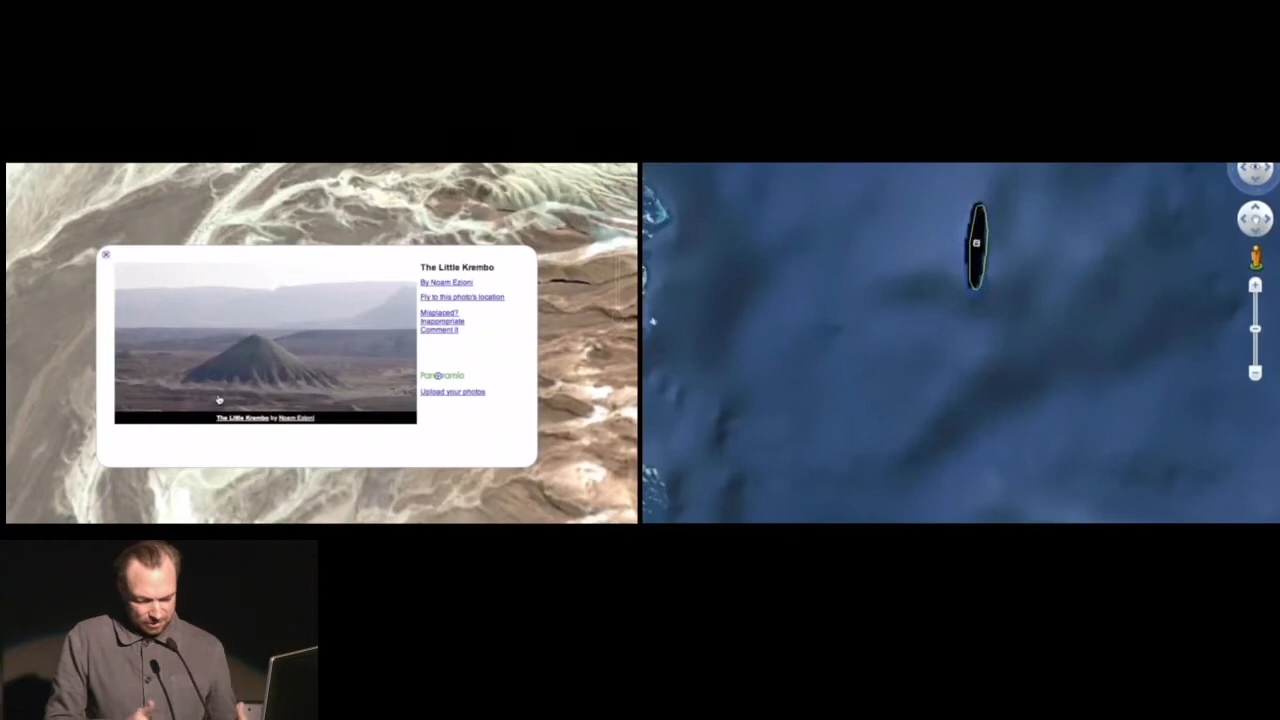 The Little Krembo
By Noam Ezioni
Fly to this photo's location
Misplaced?
Inappropriate
Comment it
Panoramio
Upload your photos
The Little Krembo by Noam Ezioni